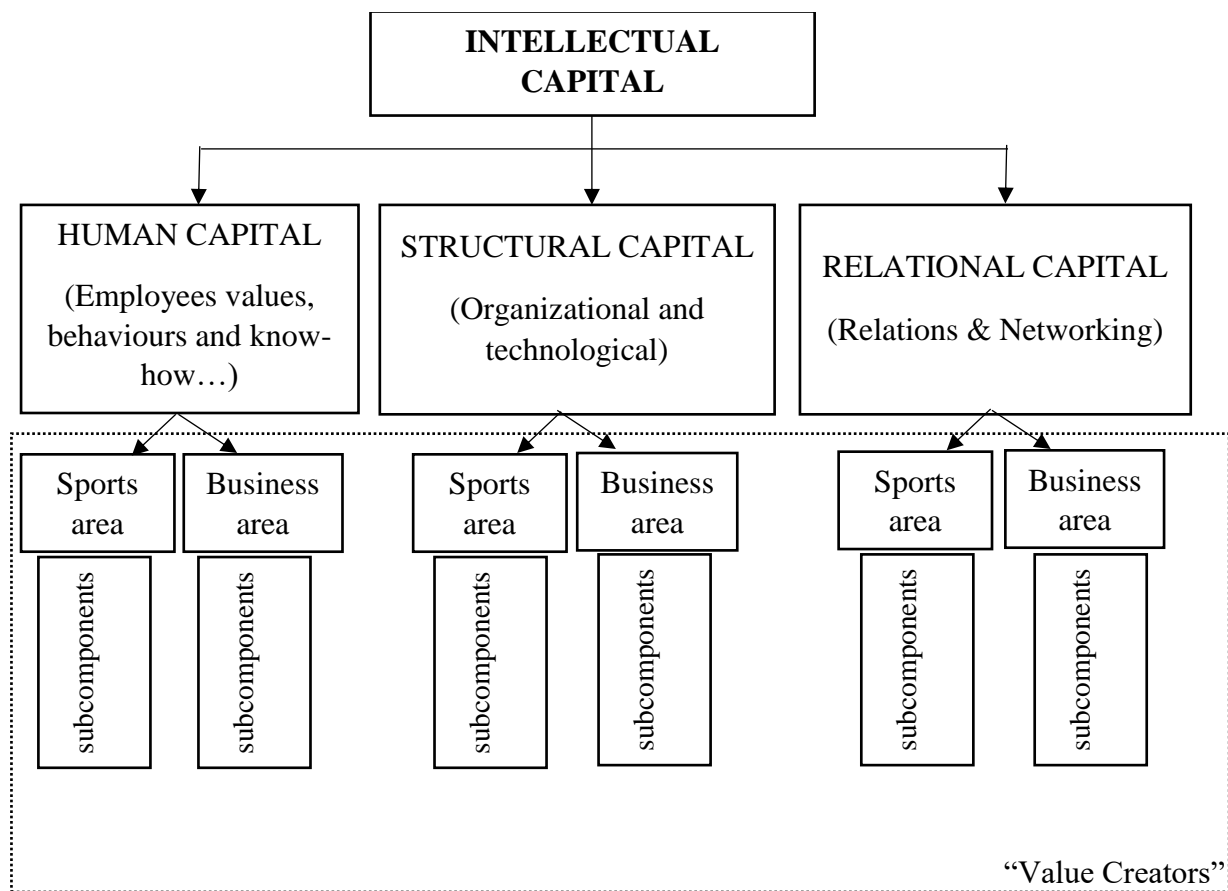 INTELLECTUAL
CAPITAL
HUMAN CAPITAL
(Employees values,
behaviours and know-
how…)
STRUCTURAL CAPITAL
(Organizational and
technological)
RELATIONAL CAPITAL
(Relations & Networking)
Sports
area
Business
area
Sports
area
Business
area
Sports
area
Business
area
subcomponents
subcomponents
subcomponents
subcomponents
subcomponents
subcomponents
“Value Creators”